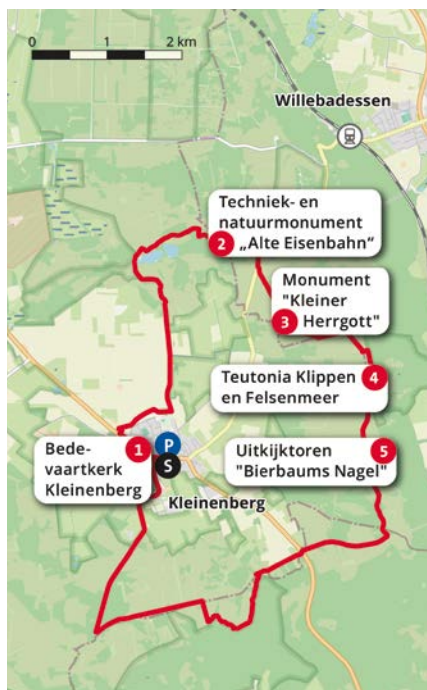 0 1 2 km
Willebadessen
Techniek- en
natuurmonument
2 „Alte Eisenbahn“
Monument
"Kleiner
3 Herrgott"
Teutonia Klippen 4
en Felsenmeer
Bede- 1 P
vaartkerk S
Kleinenberg
Uitkijktoren 5
"Bierbaums Nagel"
Kleinenberg